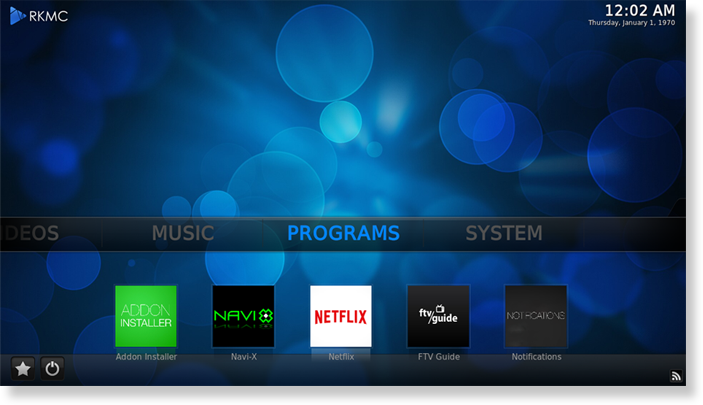 RKMC
12:02 AM
Thursday, January 1, 1970
DEOS MUSIC PROGRAMS SYSTEM
ADDON
INSTALLER
NAVI
NETFLIX
ftv/guide
NOTIFICATIONS
Addon Installer Navi-X Netflix FTV Guide Notifications